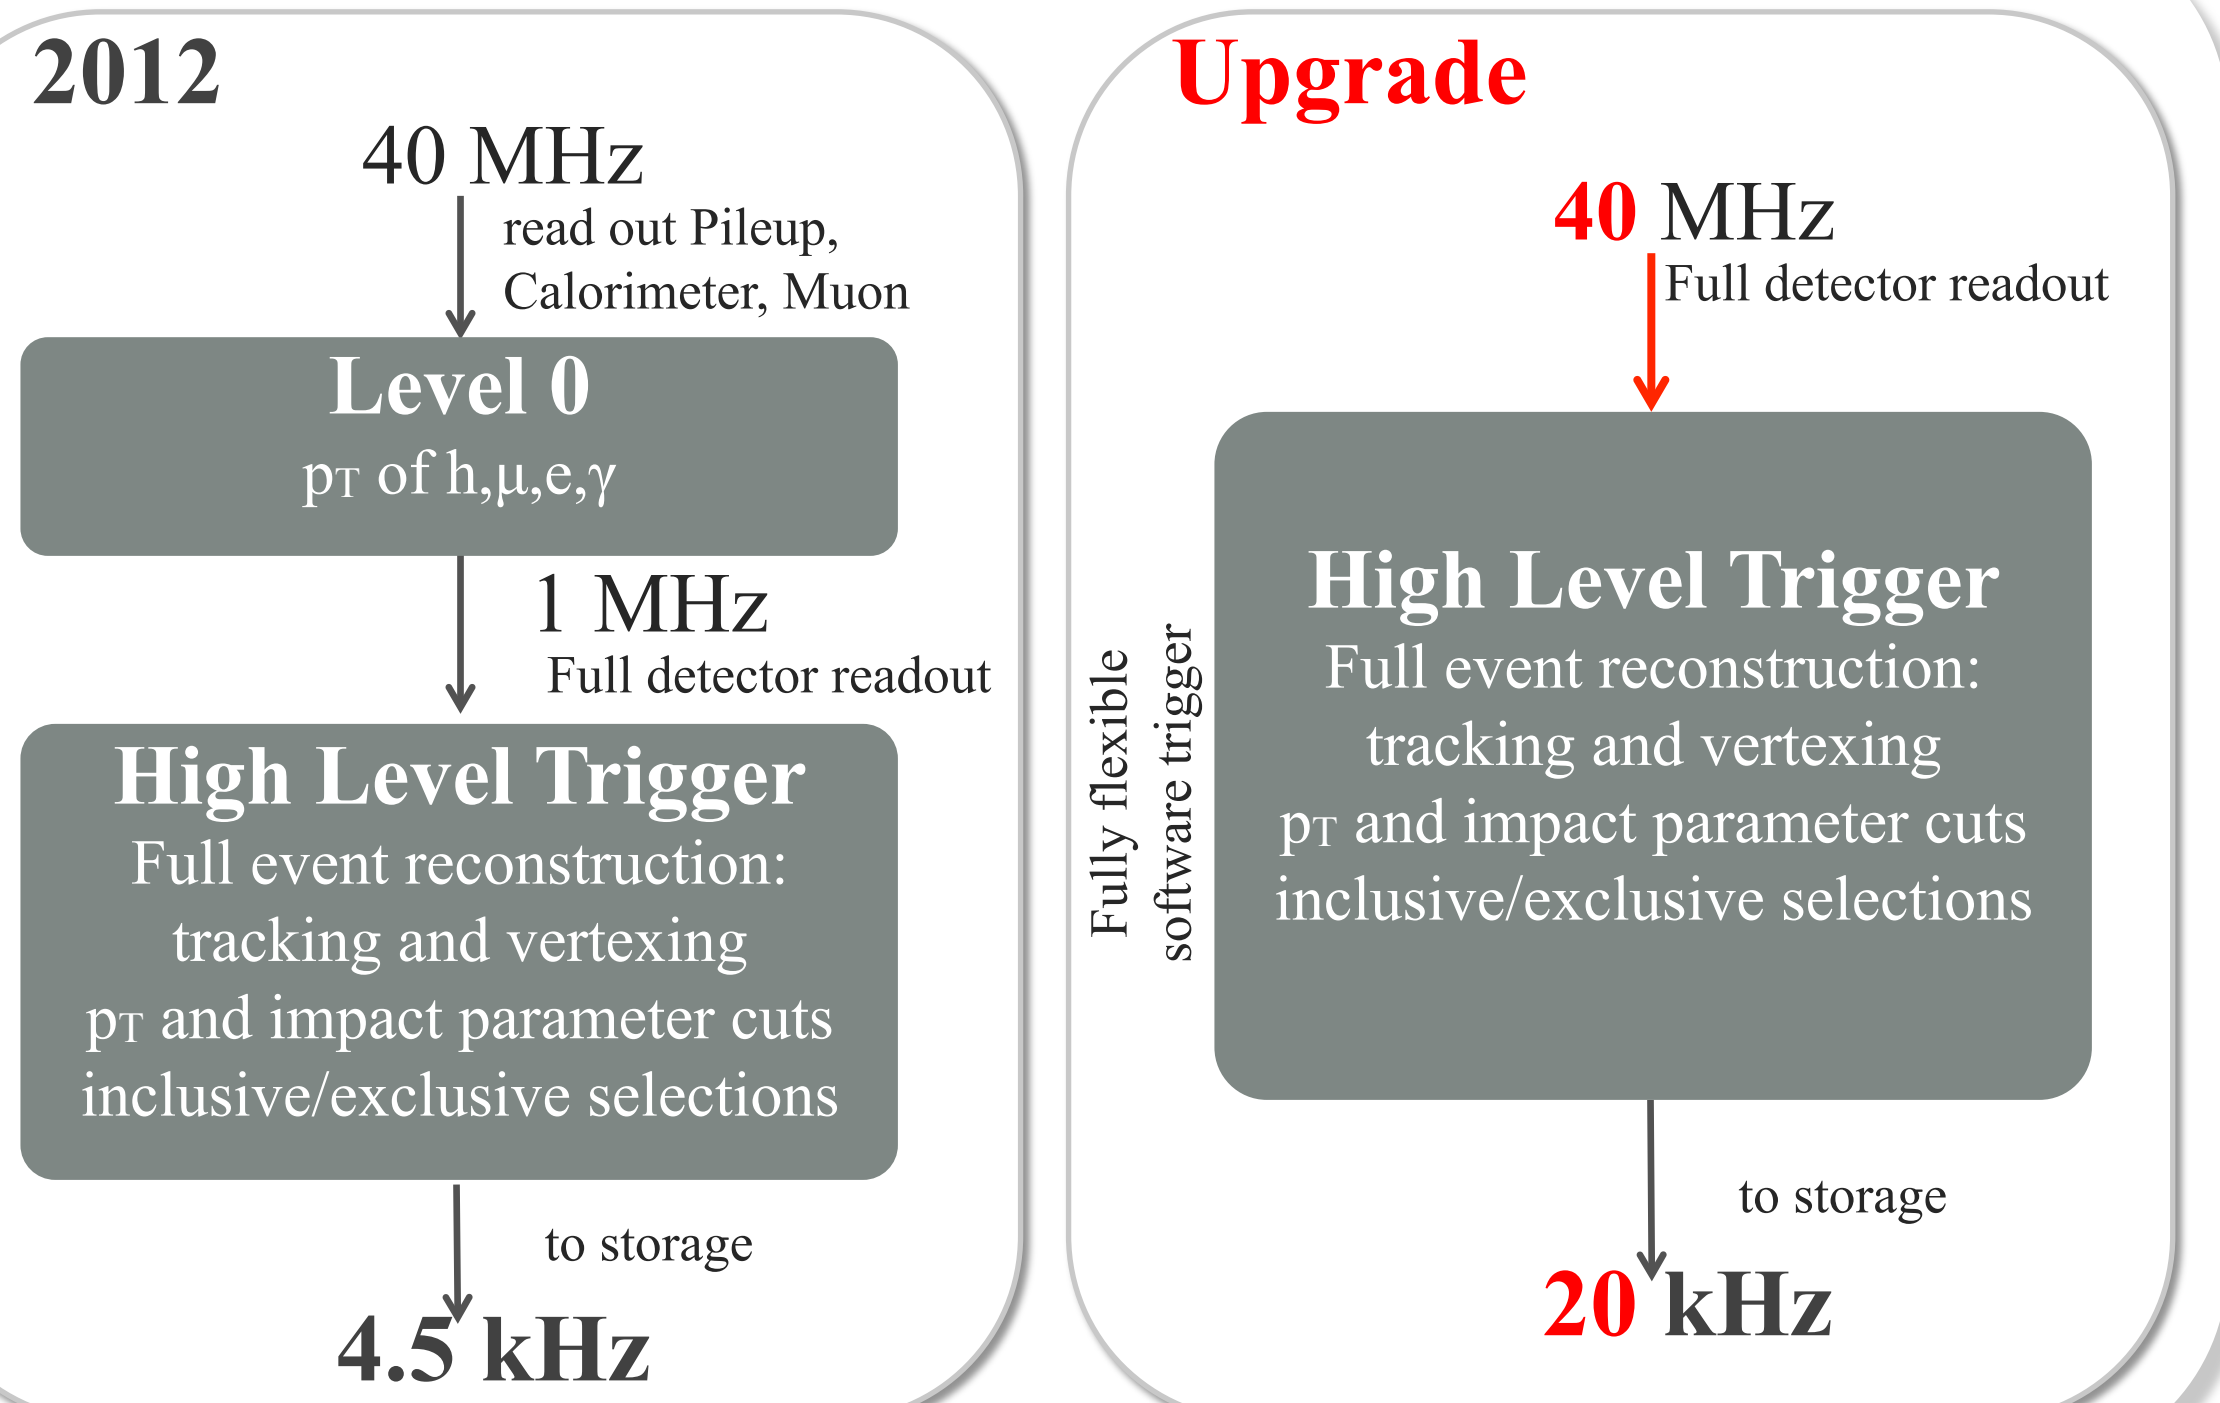 2012
40 MHz
read out Pileup,
Calorimeter, Muon
Level 0
pT of h,μ,e,γ
1 MHz
Full detector readout
High Level Trigger
Full event reconstruction:
tracking and vertexing
pT and impact parameter cuts
inclusive/exclusive selections
to storage
4.5 kHz
Upgrade
40 MHz
Full detector readout
Fully flexible
software trigger
High Level Trigger
Full event reconstruction:
tracking and vertexing
pT and impact parameter cuts
inclusive/exclusive selections
to storage
20 kHz